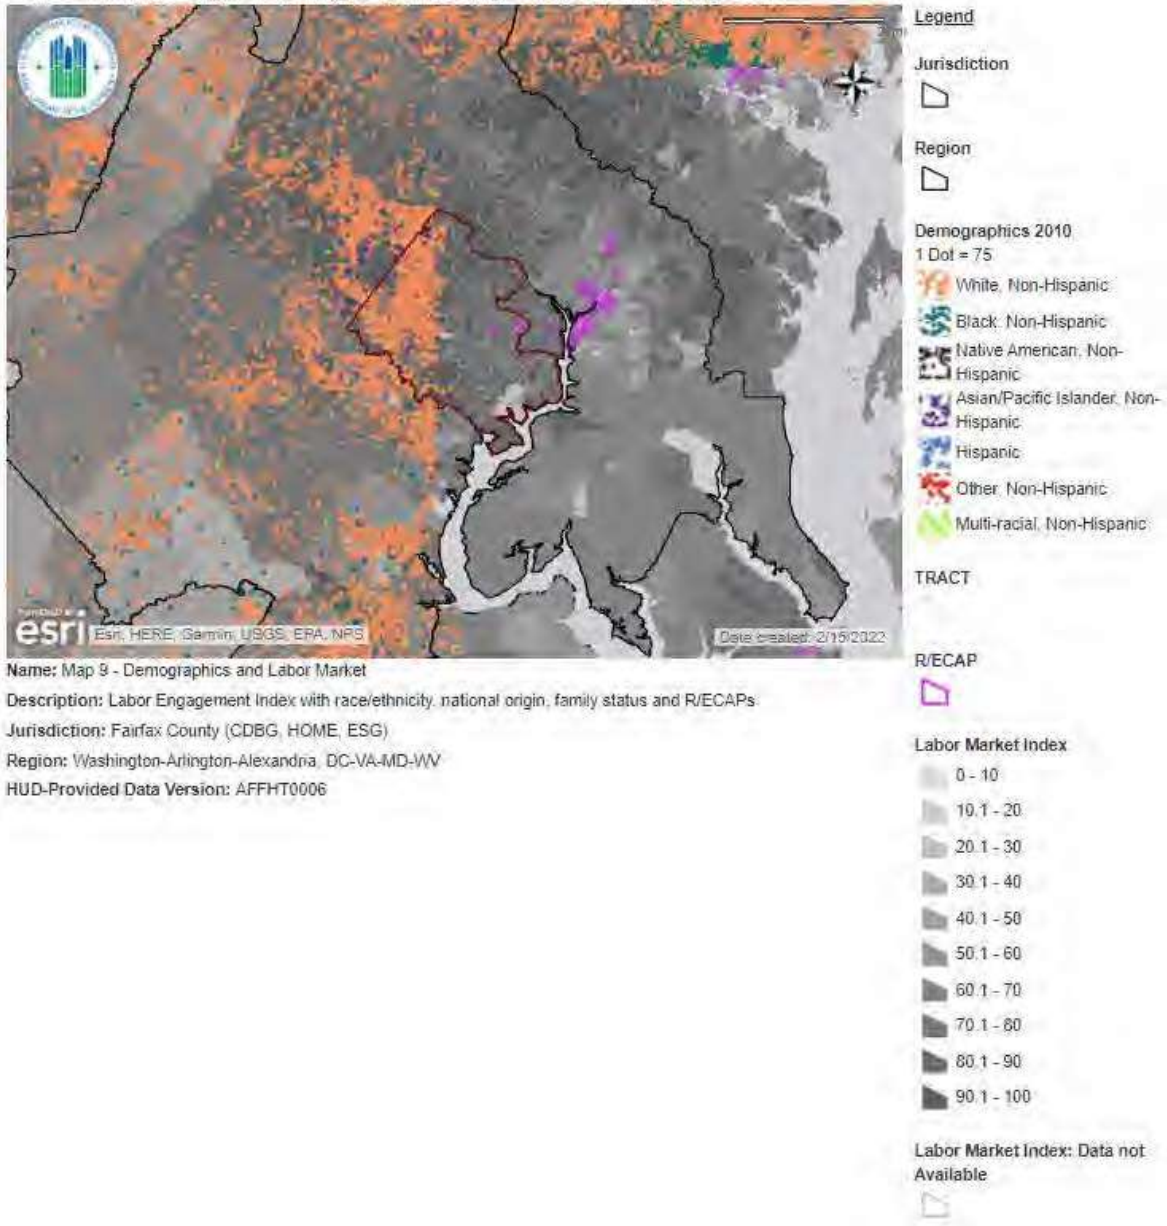 Legend
Jurisdiction
Region
Demographics 2010
1 Dot = 75
White, Non-Hispanic
Black, Non-Hispanic
Native American, Non-
Hispanic
Asian/Pacific Islander, Non-
Hispanic
Hispanic
Other, Non-Hispanic
Multi-racial, Non-Hispanic
TRACT
R/ECAP
Labor Market Index
0 - 10
10.1 - 20
20.1 - 30
30.1 - 40
40.1 - 50
50.1 - 60
60.1 - 70
70.1 - 80
80.1 - 90
90.1 - 100
Labor Market Index: Data not
Available
esri
Esri, HERE, Garmin, USGS, EPA, NPS
Date created: 2/15/2022
Name: Map 9 - Demographics and Labor Market
Description: Labor Engagement Index with race/ethnicity, national origin, family status and R/ECAPs
Jurisdiction: Fairfax County (CDBG, HOME, ESG)
Region: Washington-Arlington-Alexandria, DC-VA-MD-WV
HUD-Provided Data Version: AFFHT0006